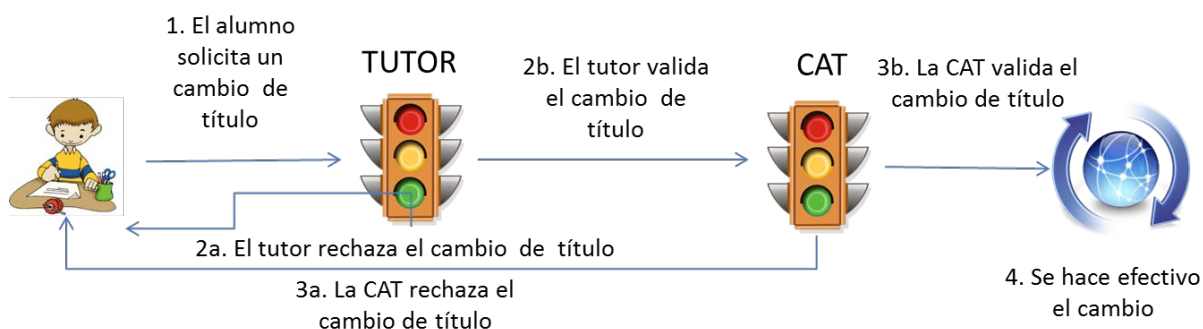 1. El alumno
solicita un
cambio de
título
TUTOR
2b. El tutor valida
el cambio de
título
CAT
3b. La CAT valida el
cambio de título
2a. El tutor rechaza el cambio de título
3a. La CAT rechaza el
cambio de título
4. Se hace efectivo
el cambio